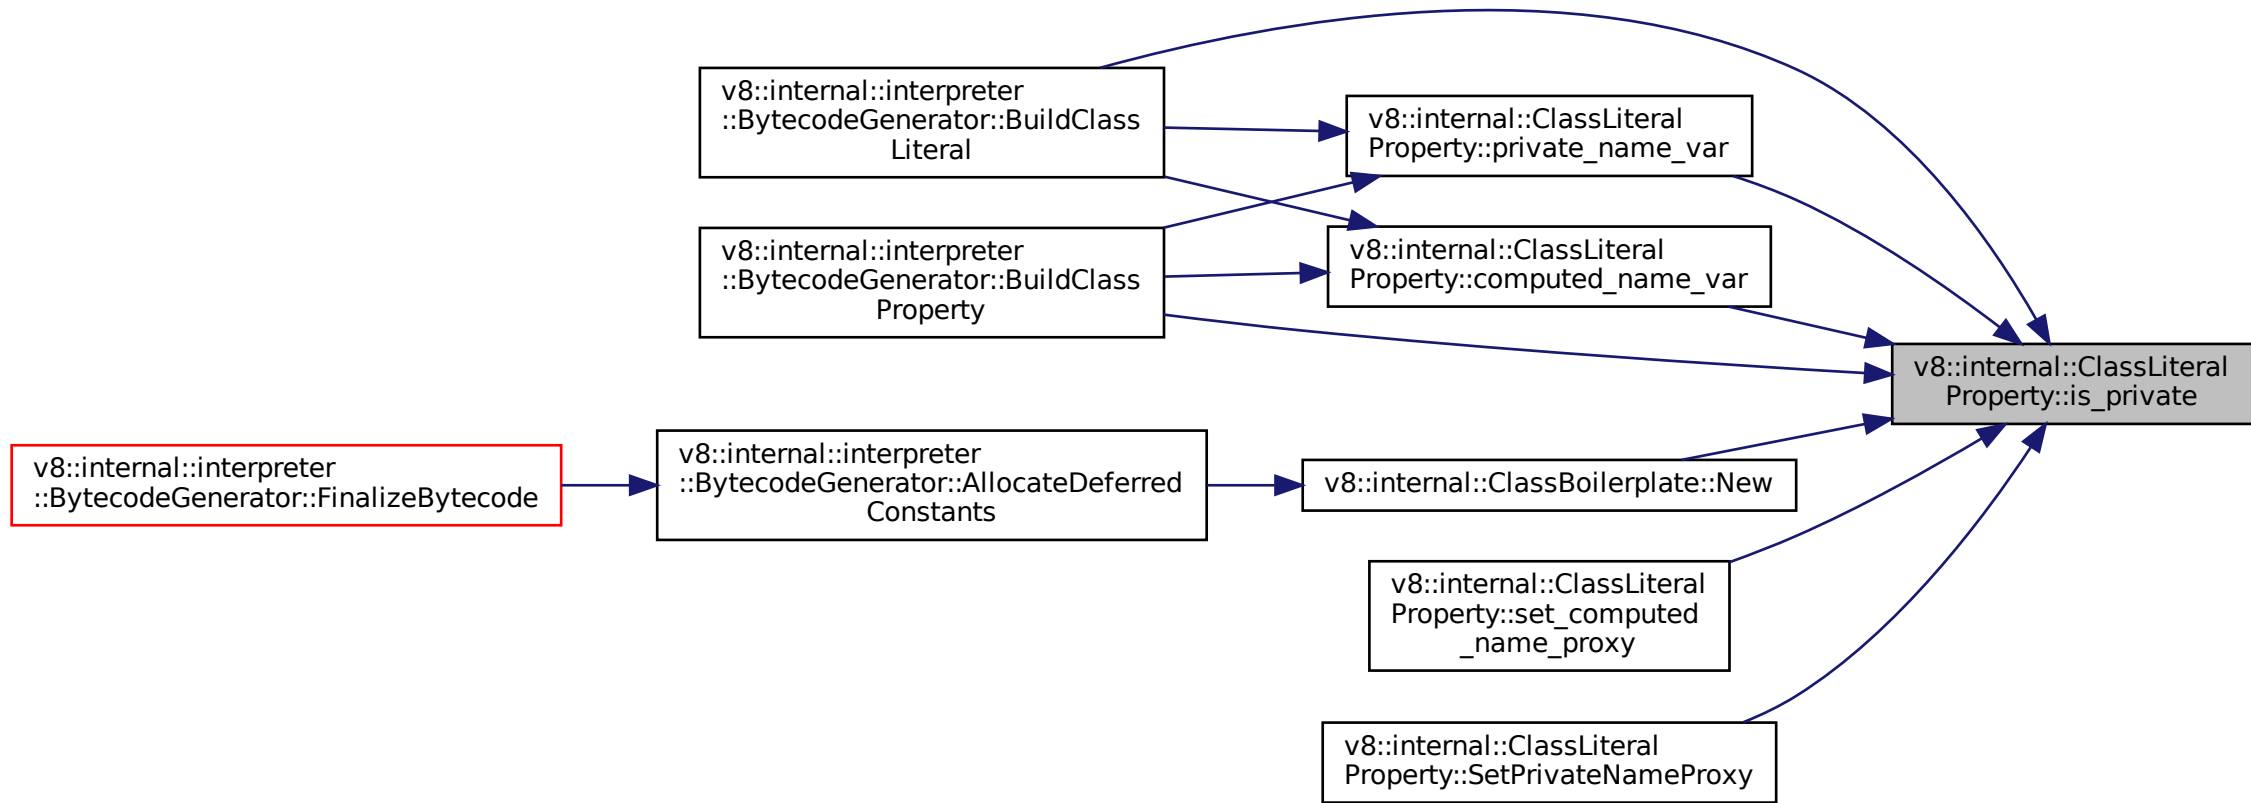 v8::internal::interpreter
::BytecodeGenerator::BuildClass
Literal
v8::internal::ClassLiteral
Property::private_name_var
v8::internal::interpreter
::BytecodeGenerator::BuildClass
Property
v8::internal::ClassLiteral
Property::computed_name_var
v8::internal::ClassLiteral
Property::is_private
v8::internal::interpreter
::BytecodeGenerator::FinalizeBytecode
v8::internal::interpreter
::BytecodeGenerator::AllocateDeferred
Constants
v8::internal::ClassBoilerplate::New
v8::internal::ClassLiteral
Property::set_computed
_name_proxy
v8::internal::ClassLiteral
Property::SetPrivateNameProxy